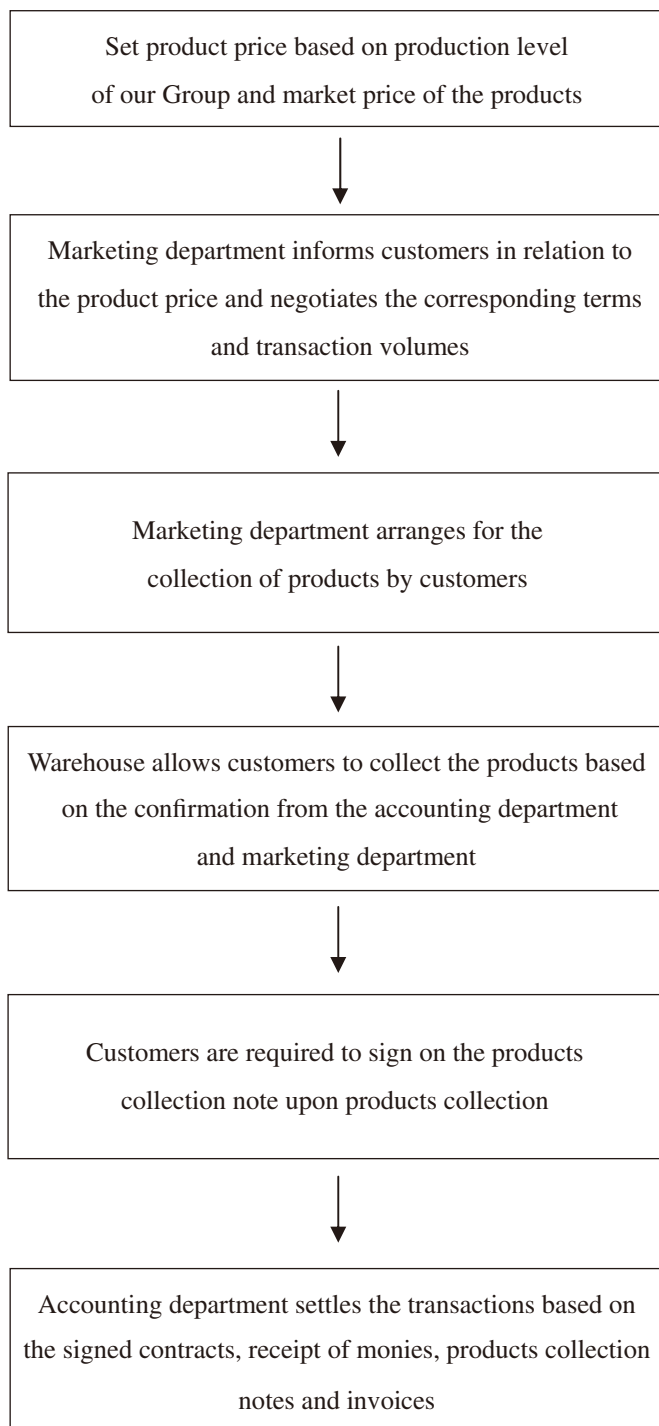 Set product price based on production level
of our Group and market price of the products
Marketing department informs customers in relation to
the product price and negotiates the corresponding terms
and transaction volumes
Marketing department arranges for the
collection of products by customers
Warehouse allows customers to collect the products based
on the confirmation from the accounting department
and marketing department
Customers are required to sign on the products
collection note upon products collection
Accounting department settles the transactions based on
the signed contracts, receipt of monies, products collection
notes and invoices